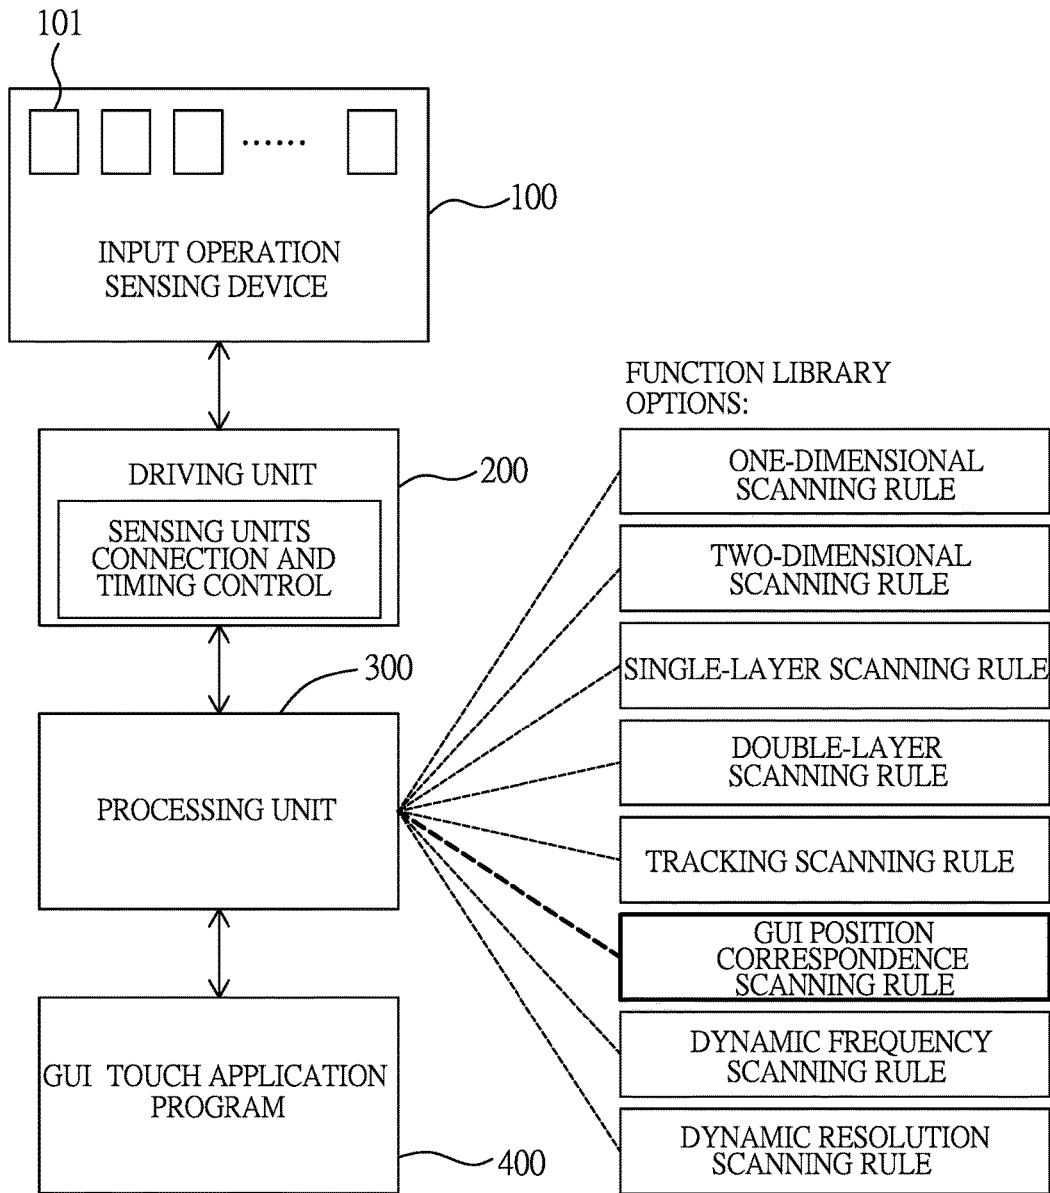 101
100
INPUT OPERATION
SENSING DEVICE
DRIVING UNIT
200
SENSING UNITS
CONNECTION AND
TIMING CONTROL
300
PROCESSING UNIT
GUI TOUCH APPLICATION
PROGRAM
400
FUNCTION LIBRARY
OPTIONS:
ONE-DIMENSIONAL
SCANNING RULE
TWO-DIMENSIONAL
SCANNING RULE
SINGLE-LAYER SCANNING RULE
DOUBLE-LAYER
SCANNING RULE
TRACKING SCANNING RULE
GUI POSITION
CORRESPONDENCE
SCANNING RULE
DYNAMIC FREQUENCY
SCANNING RULE
DYNAMIC RESOLUTION
SCANNING RULE